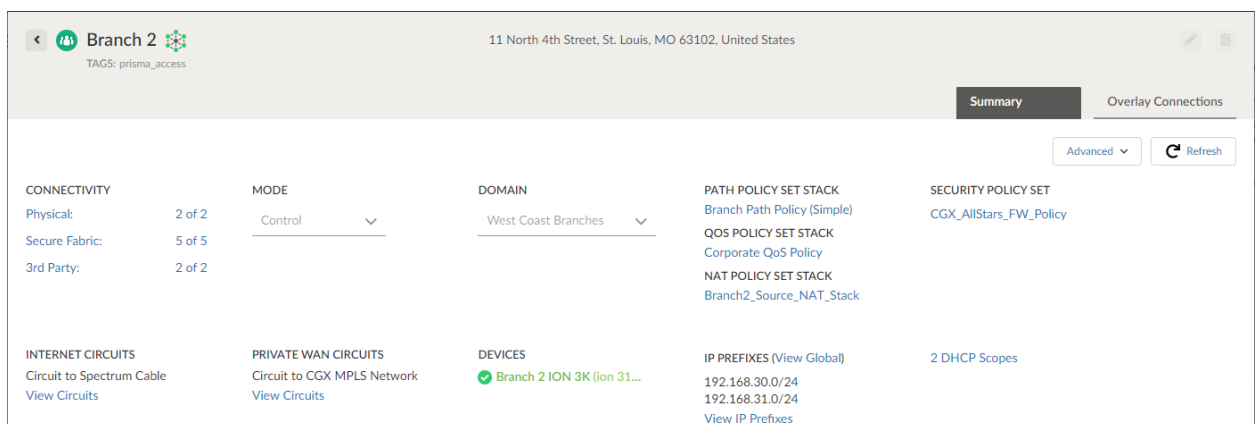 Branch 2
11 North 4th Street, St. Louis, MO 63102, United States
TAGS: prisma_access
Summary
Overlay Connections
Advanced
Refresh
CONNECTIVITY
Physical: 2 of 2
Secure Fabric: 5 of 5
3rd Party: 2 of 2
MODE
Control
DOMAIN
West Coast Branches
PATH POLICY SET STACK
Branch Path Policy (Simple)
QOS POLICY SET STACK
Corporate QoS Policy
NAT POLICY SET STACK
Branch2_Source_NAT_Stack
SECURITY POLICY SET
CGX_AllStars_FW_Policy
INTERNET CIRCUITS
Circuit to Spectrum Cable
View Circuits
PRIVATE WAN CIRCUITS
Circuit to CGX MPLS Network
View Circuits
DEVICES
Branch 2 ION 3K (ion 31...
IP PREFIXES (View Global)
192.168.30.0/24
192.168.31.0/24
View IP Prefixes
2 DHCP Scopes